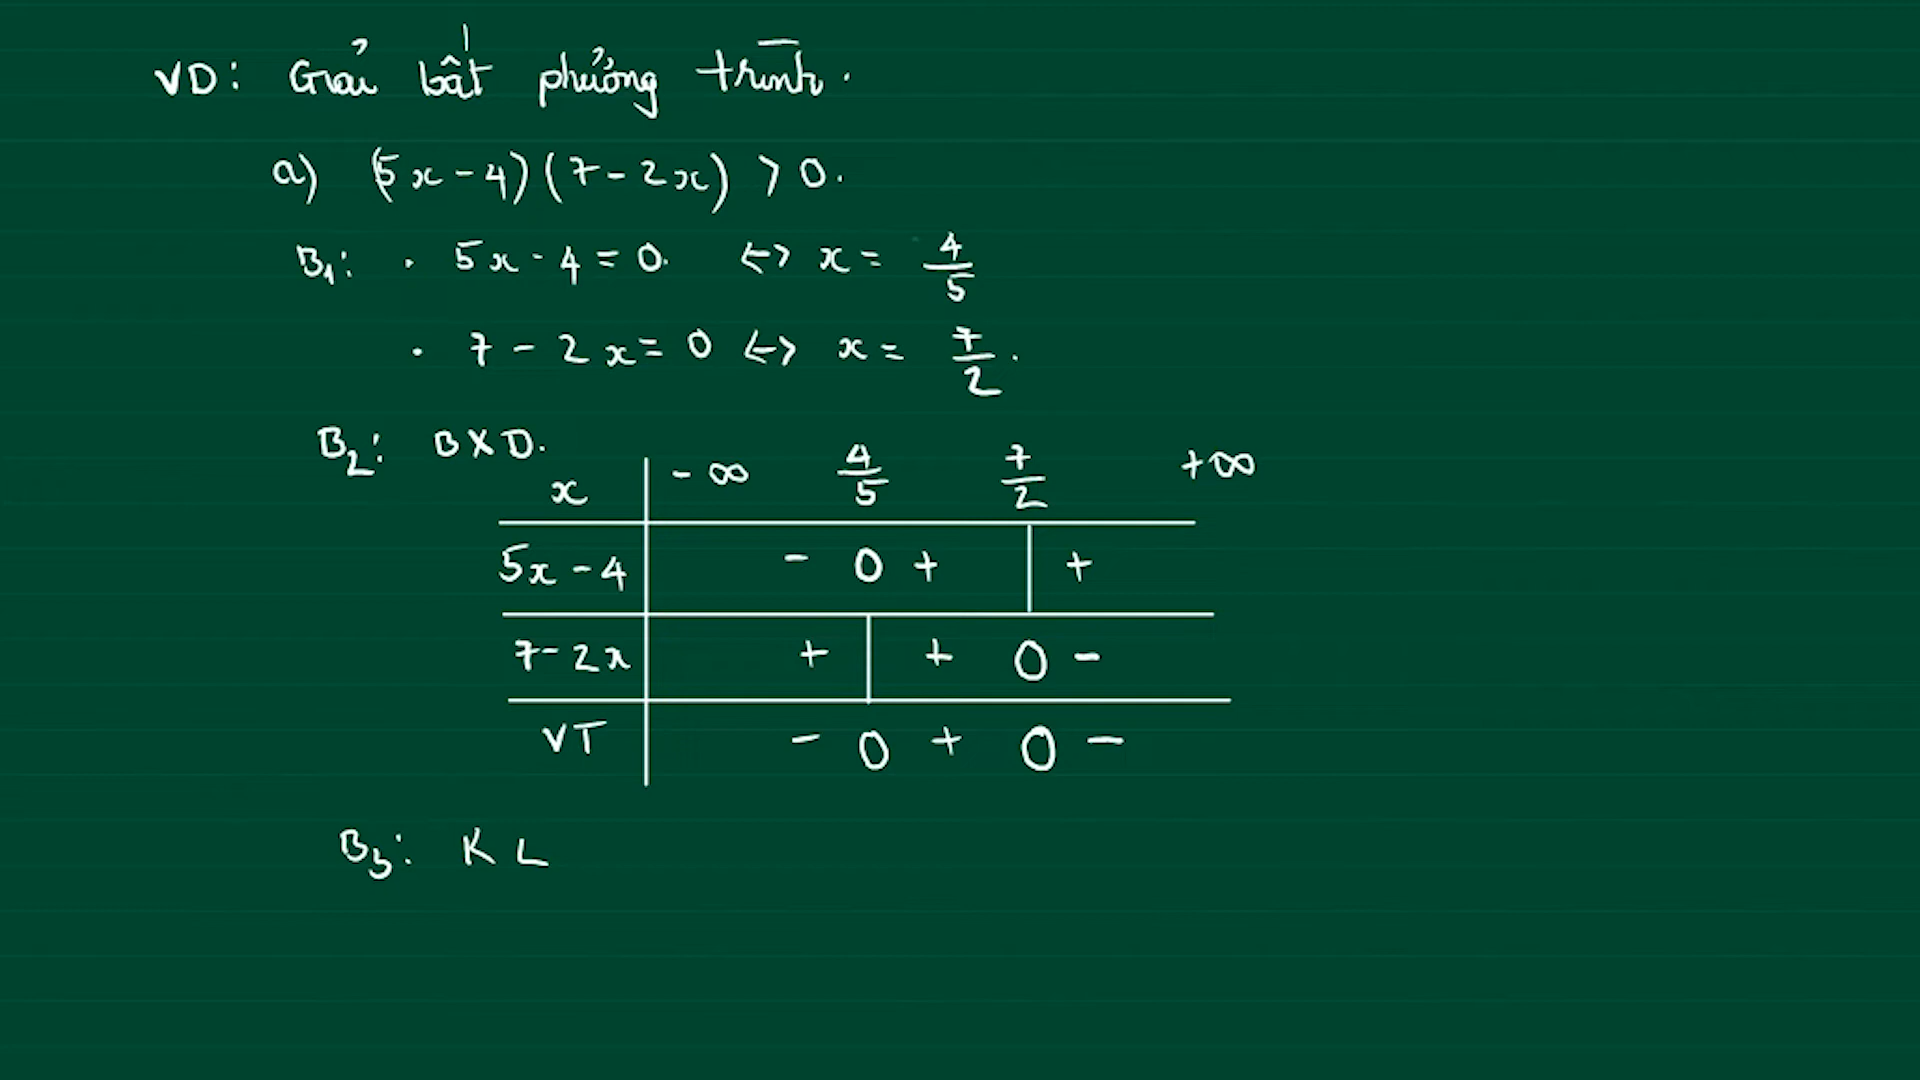 VD: Giải bất phương trình.
a) (5x-4)(7-2x) > 0.
B1: . 5x-4=0. <-> x= 4/5
. 7-2x=0 <-> x= 7/2.
B2: BXD.
x -∞ 4/5 7/2 +∞
5x-4 - 0 + | +
7-2x + | + 0 -
VT - 0 + 0 -
B3: KL